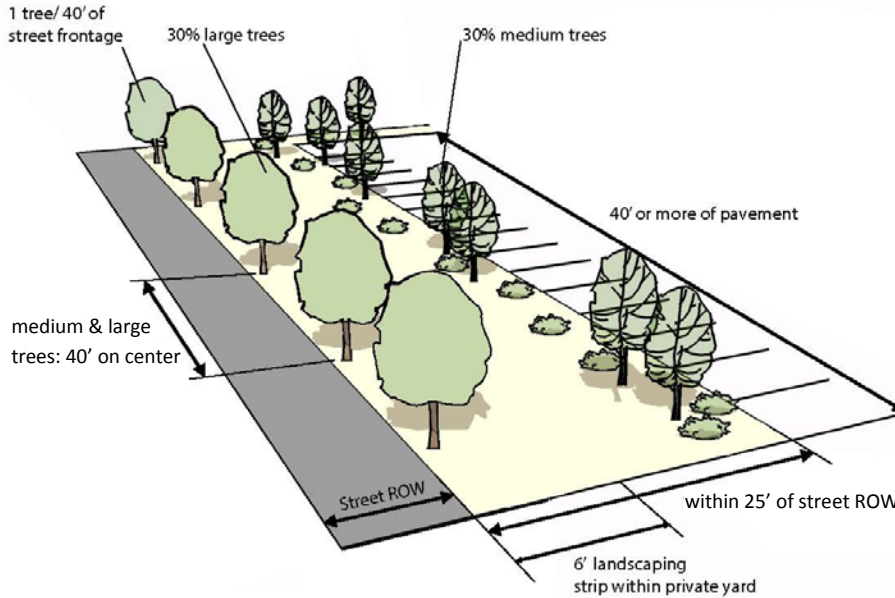 1 tree/ 40' of
street frontage
30% large trees
30% medium trees
40' or more of pavement
medium & large
trees: 40' on center
Street ROW
within 25' of street ROW
6' landscaping
strip within private yard